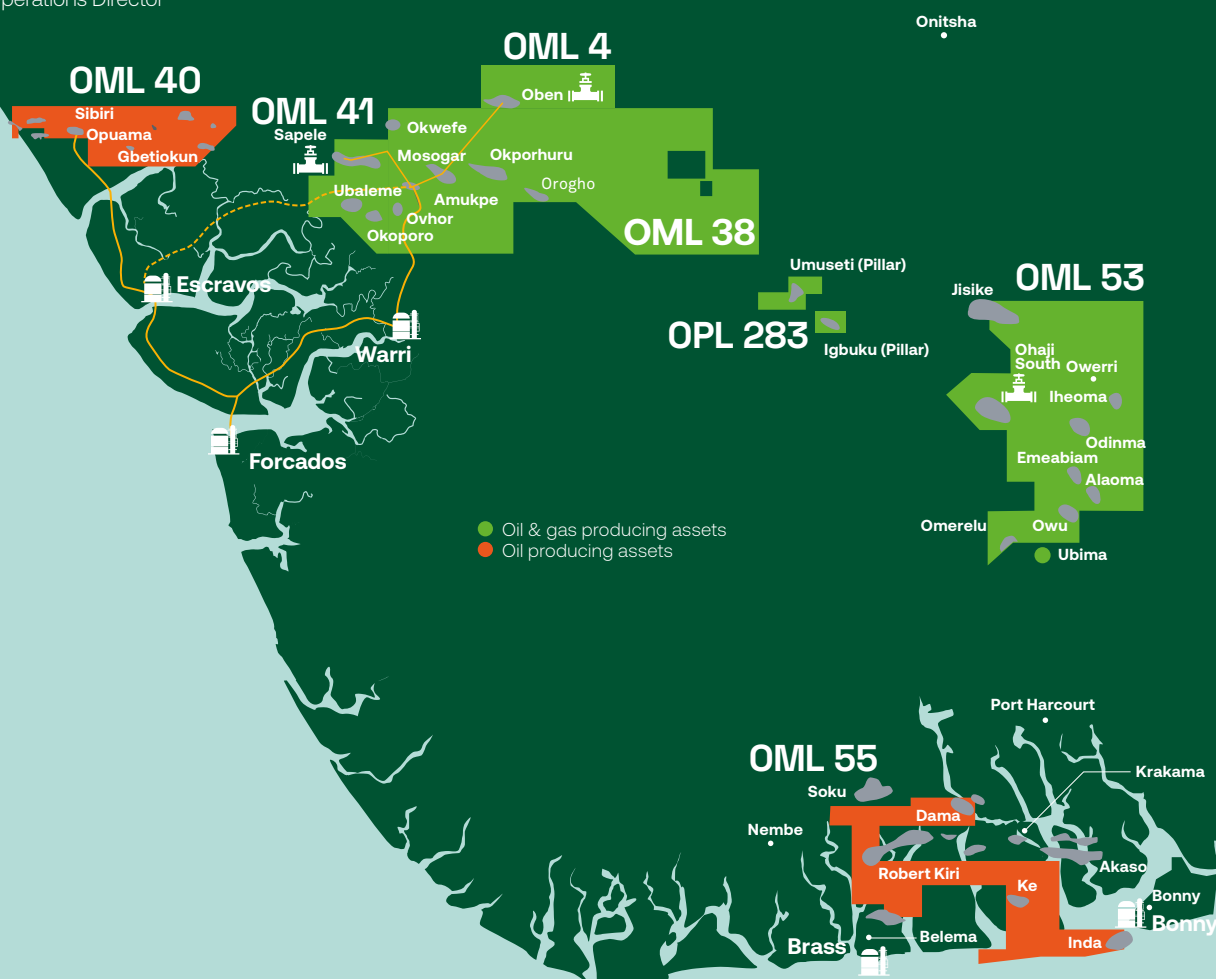 perations Director
Onitsha
OML 4
OML 40
Oben
OML 41
Sibiri
Okwefe
Opuama
Sapele
Gbetiokun
Mosogar
Okporhuru
Ubaleme
Orogho
Amukpe
Ovhor
Okoporo
OML 38
Umuseti (Pillar)
OML 53
Escravos
Jisike
OPL 283
Igbuku (Pillar)
Warri
Ohaji
South
Owerri
Iheoma
Odinma
Forcados
Emeabiam
Alaoma
Omerelu
Owu
Oil & gas producing assets
Oil producing assets
Ubima
Port Harcourt
OML 55
Krakama
Soku
Dama
Nembe
Akaso
Robert Kiri
Ke
Bonny
Bonny
Belema
Inda
Brass